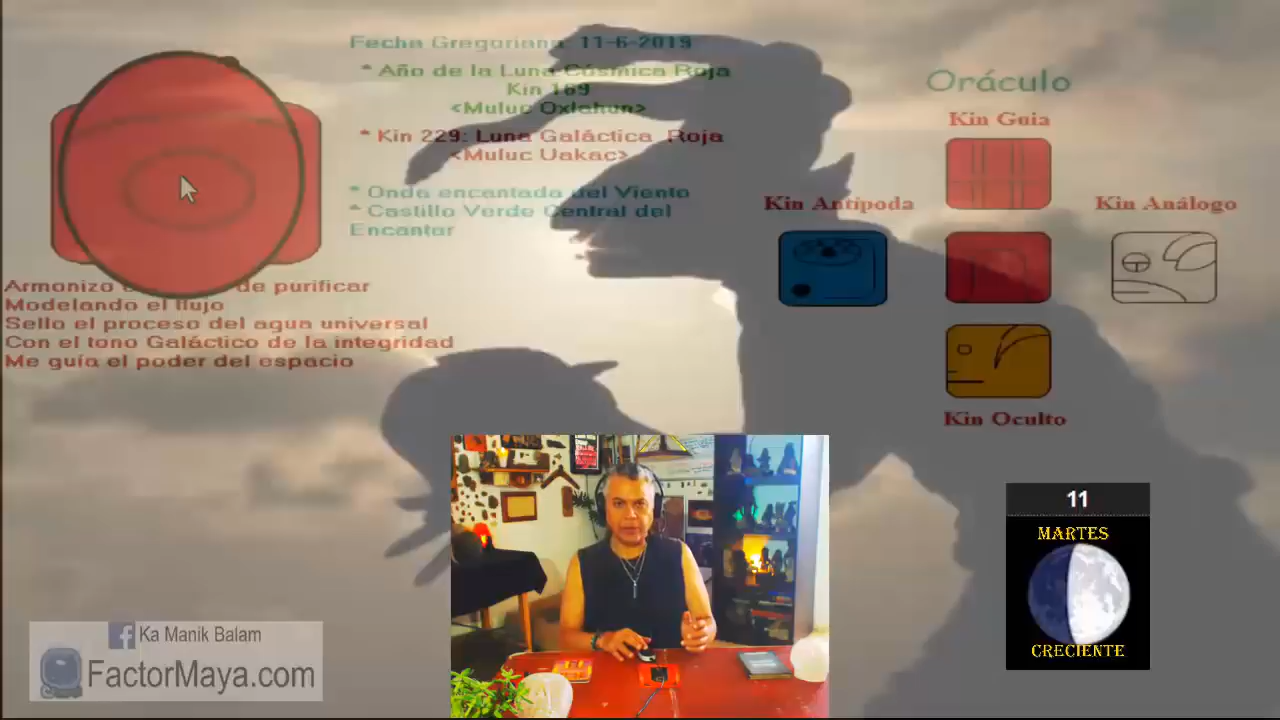 Fecha Gregoriana: 11-6-2019
* Año de la Luna Cósmica Roja
Kin 169
<Muluc Oxlahun>
* Kin 229: Luna Galáctica Roja
<Muluc Uakac>
* Onda encantada del Viento
* Castillo Verde Central del
Encantar
Armonizo de purificar
Modelando el flujo
Sello el proceso del agua universal
Con el tono Galáctico de la integridad
Me guía el poder del espacio
Oráculo
Kin Guia
Kin Antípoda
Kin Análogo
Kin Oculto
11
MARTES
CRECIENTE
Ka Manik Balam
FactorMaya.com